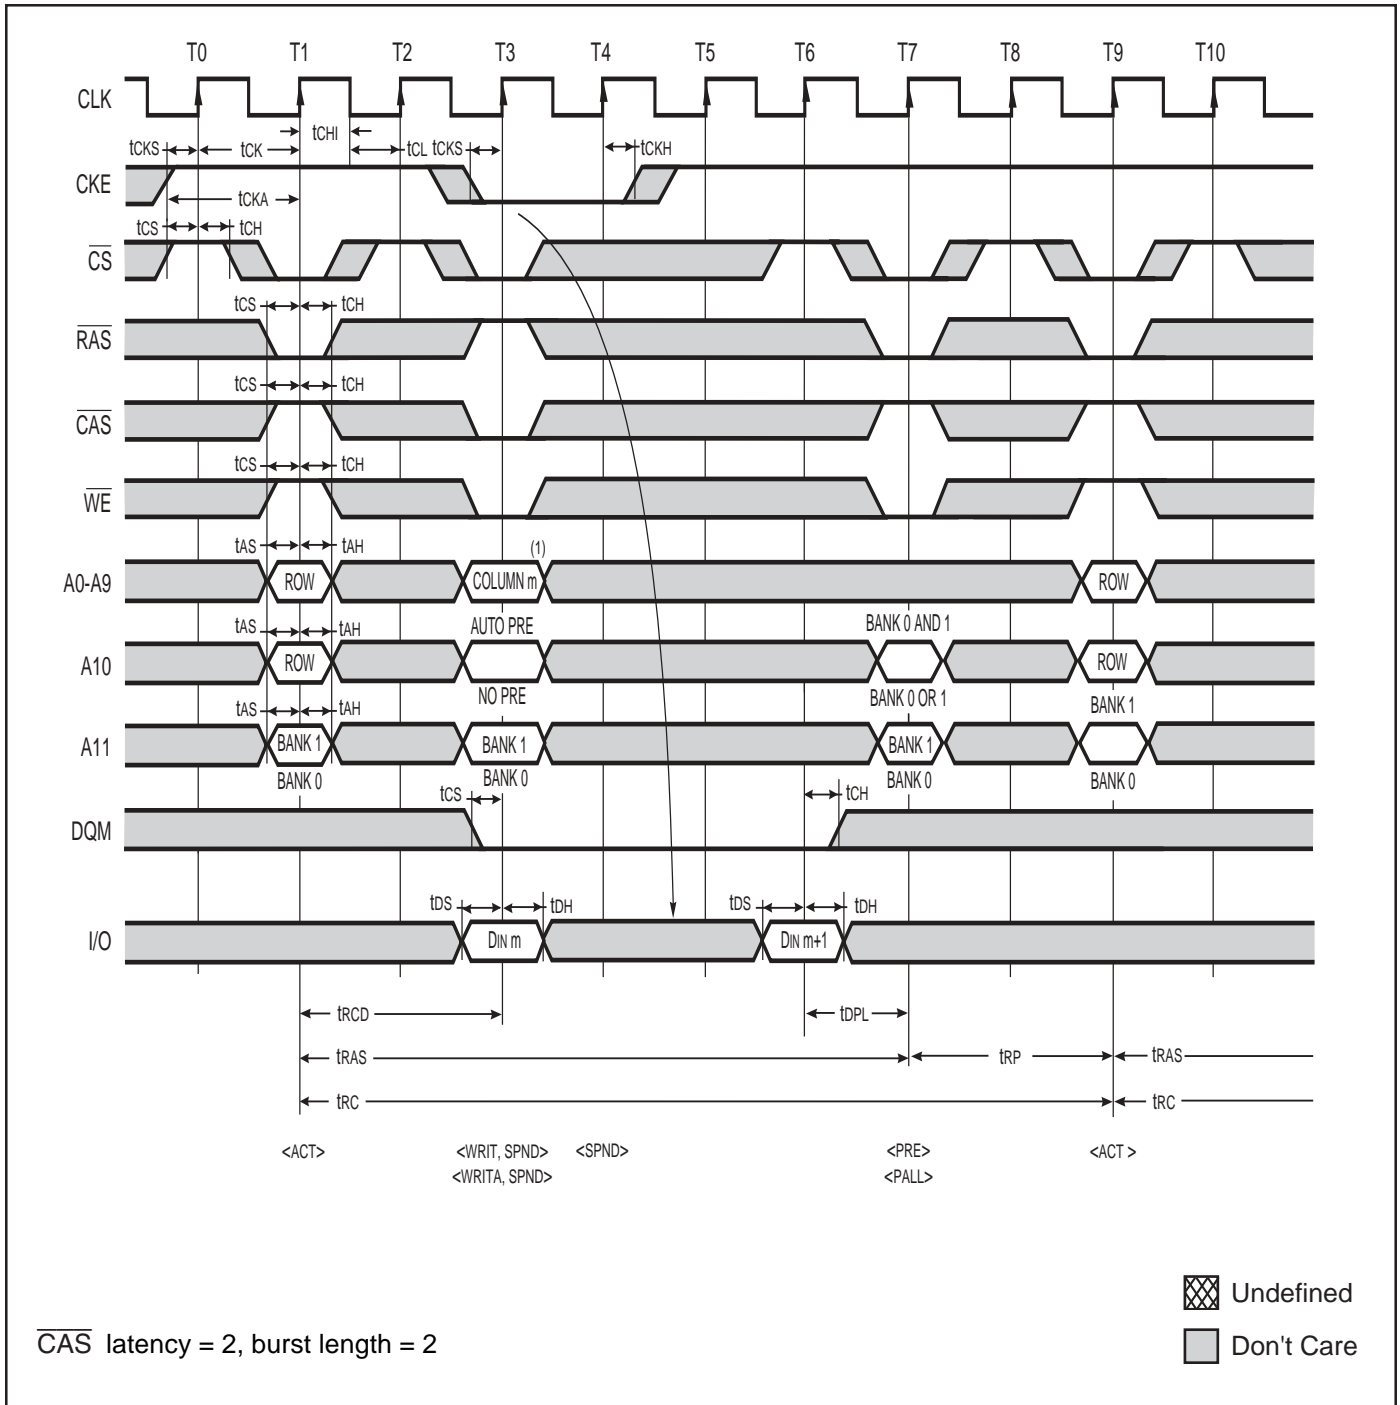 T0 T1 T2 T3 T4 T5 T6 T7 T8 T9 T10
CLK
tCHI
tCKS tCK tCL tCKS tCKH
CKE
tCKA
tCS tCH
CS
tCS tCH
RAS
tCS tCH
CAS
tCS tCH
WE
tAS tAH (1)
A0-A9 ROW COLUMN m ROW
tAS tAH AUTO PRE BANK 0 AND 1
A10 ROW ROW
NO PRE BANK 0 OR 1 BANK 1
tAS tAH
A11 BANK 1 BANK 1 BANK 1
BANK 0 BANK 0 BANK 0 BANK 0
tCS tCH
DQM
tDS tDH tDS tDH
I/O DIN m DIN m+1
tRCD tDPL
tRAS tRP tRAS
tRC tRC
<ACT> <WRIT, SPND> <SPND> <PRE> <ACT >
<WRITA, SPND> <PALL>
Undefined
CAS latency = 2, burst length = 2 Don't Care